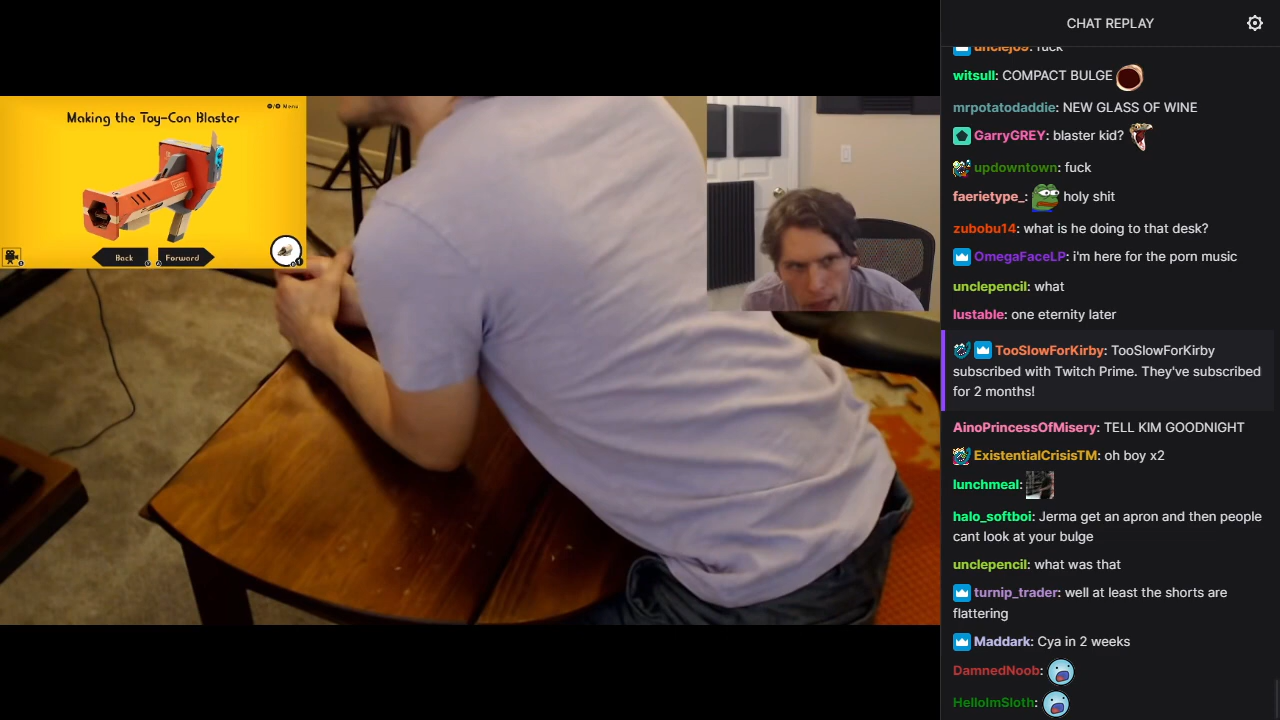 CHAT REPLAY
unclejo9: fuck
witsull: COMPACT BULGE
mrpotatodaddie: NEW GLASS OF WINE
GarryGREY: blaster kid?
updowntown: fuck
faerietype_: holy shit
zubobu14: what is he doing to that desk?
OmegaFaceLP: i'm here for the porn music
unclepencil: what
lustable: one eternity later
TooSlowForKirby: TooSlowForKirby
subscribed with Twitch Prime. They've subscribed
for 2 months!
AinoPrincessOfMisery: TELL KIM GOODNIGHT
ExistentialCrisisTM: oh boy x2
lunchmeal:
halo_softboi: Jerma get an apron and then people
cant look at your bulge
unclepencil: what was that
turnip_trader: well at least the shorts are
flattering
Maddark: Cya in 2 weeks
DamnedNoob:
HelloImSloth:
Menu
Making the Toy-Con Blaster
Back
Forward